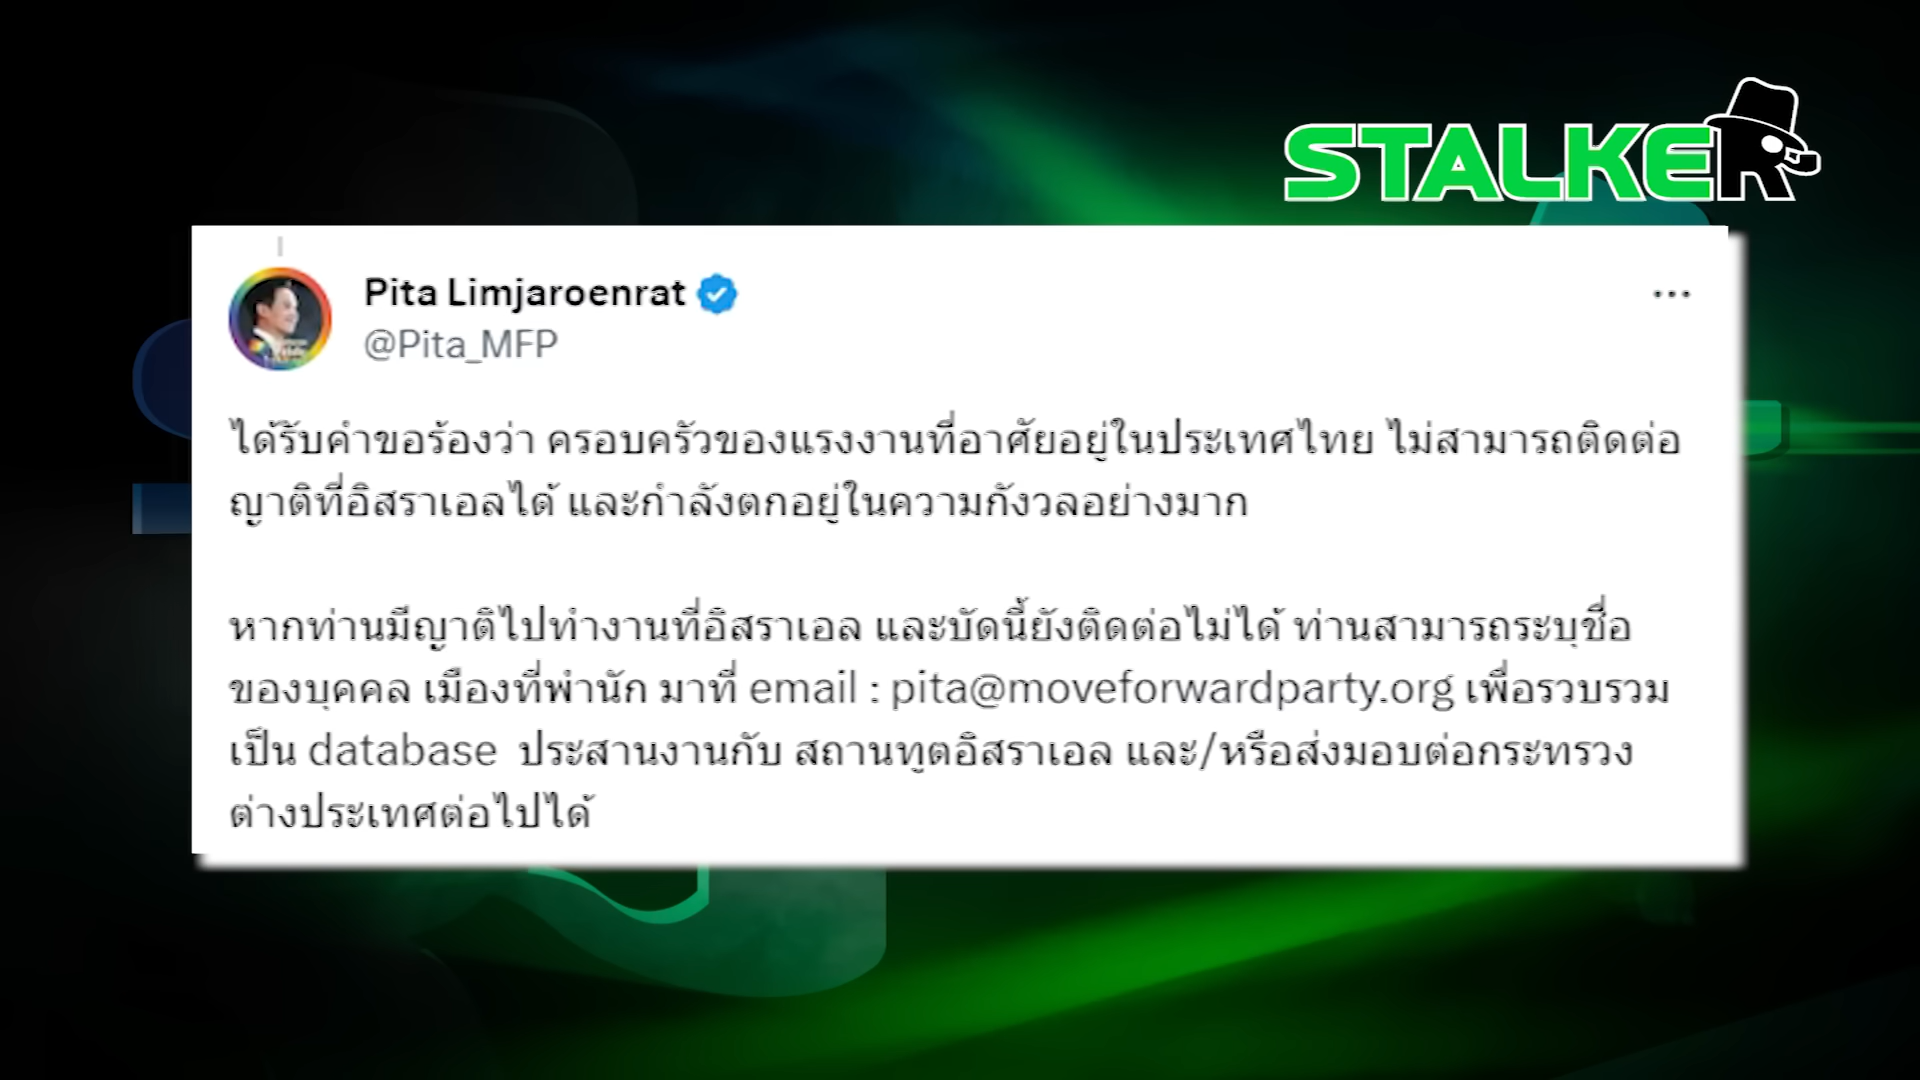 STALKER
Pita Limjaroenrat
@Pita_MFP
ได้รับคำขอร้องว่า ครอบครัวของแรงงานที่อาศัยอยู่ในประเทศไทย ไม่สามารถติดต่อ
ญาติที่อิสราเอลได้ และกำลังตกอยู่ในความกังวลอย่างมาก
หากท่านมีญาติไปทำงานที่อิสราเอล และบัดนี้ยังติดต่อไม่ได้ ท่านสามารถระบุชื่อ
ของบุคคล เมืองที่พำนัก มาที่ email : pita@moveforwardparty.org เพื่อรวบรวม
เป็น database ประสานงานกับ สถานทูตอิสราเอล และ/หรือส่งมอบต่อกระทรวง
ต่างประเทศต่อไปได้